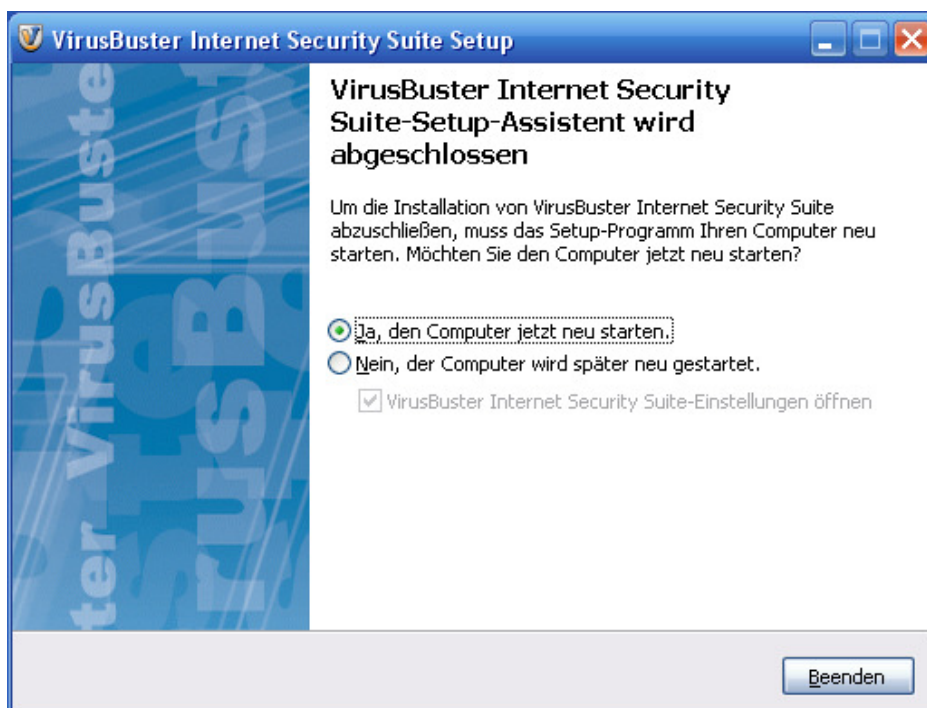 VirusBuster Internet Security Suite Setup
VirusBuster Internet Security
Suite-Setup-Assistent wird
abgeschlossen
Um die Installation von VirusBuster Internet Security Suite
abzuschließen, muss das Setup-Programm Ihren Computer neu
starten. Möchten Sie den Computer jetzt neu starten?
Ja, den Computer jetzt neu starten.
Nein, der Computer wird später neu gestartet.
VirusBuster Internet Security Suite-Einstellungen öffnen
ter VirusBuste
rusBust
Beenden